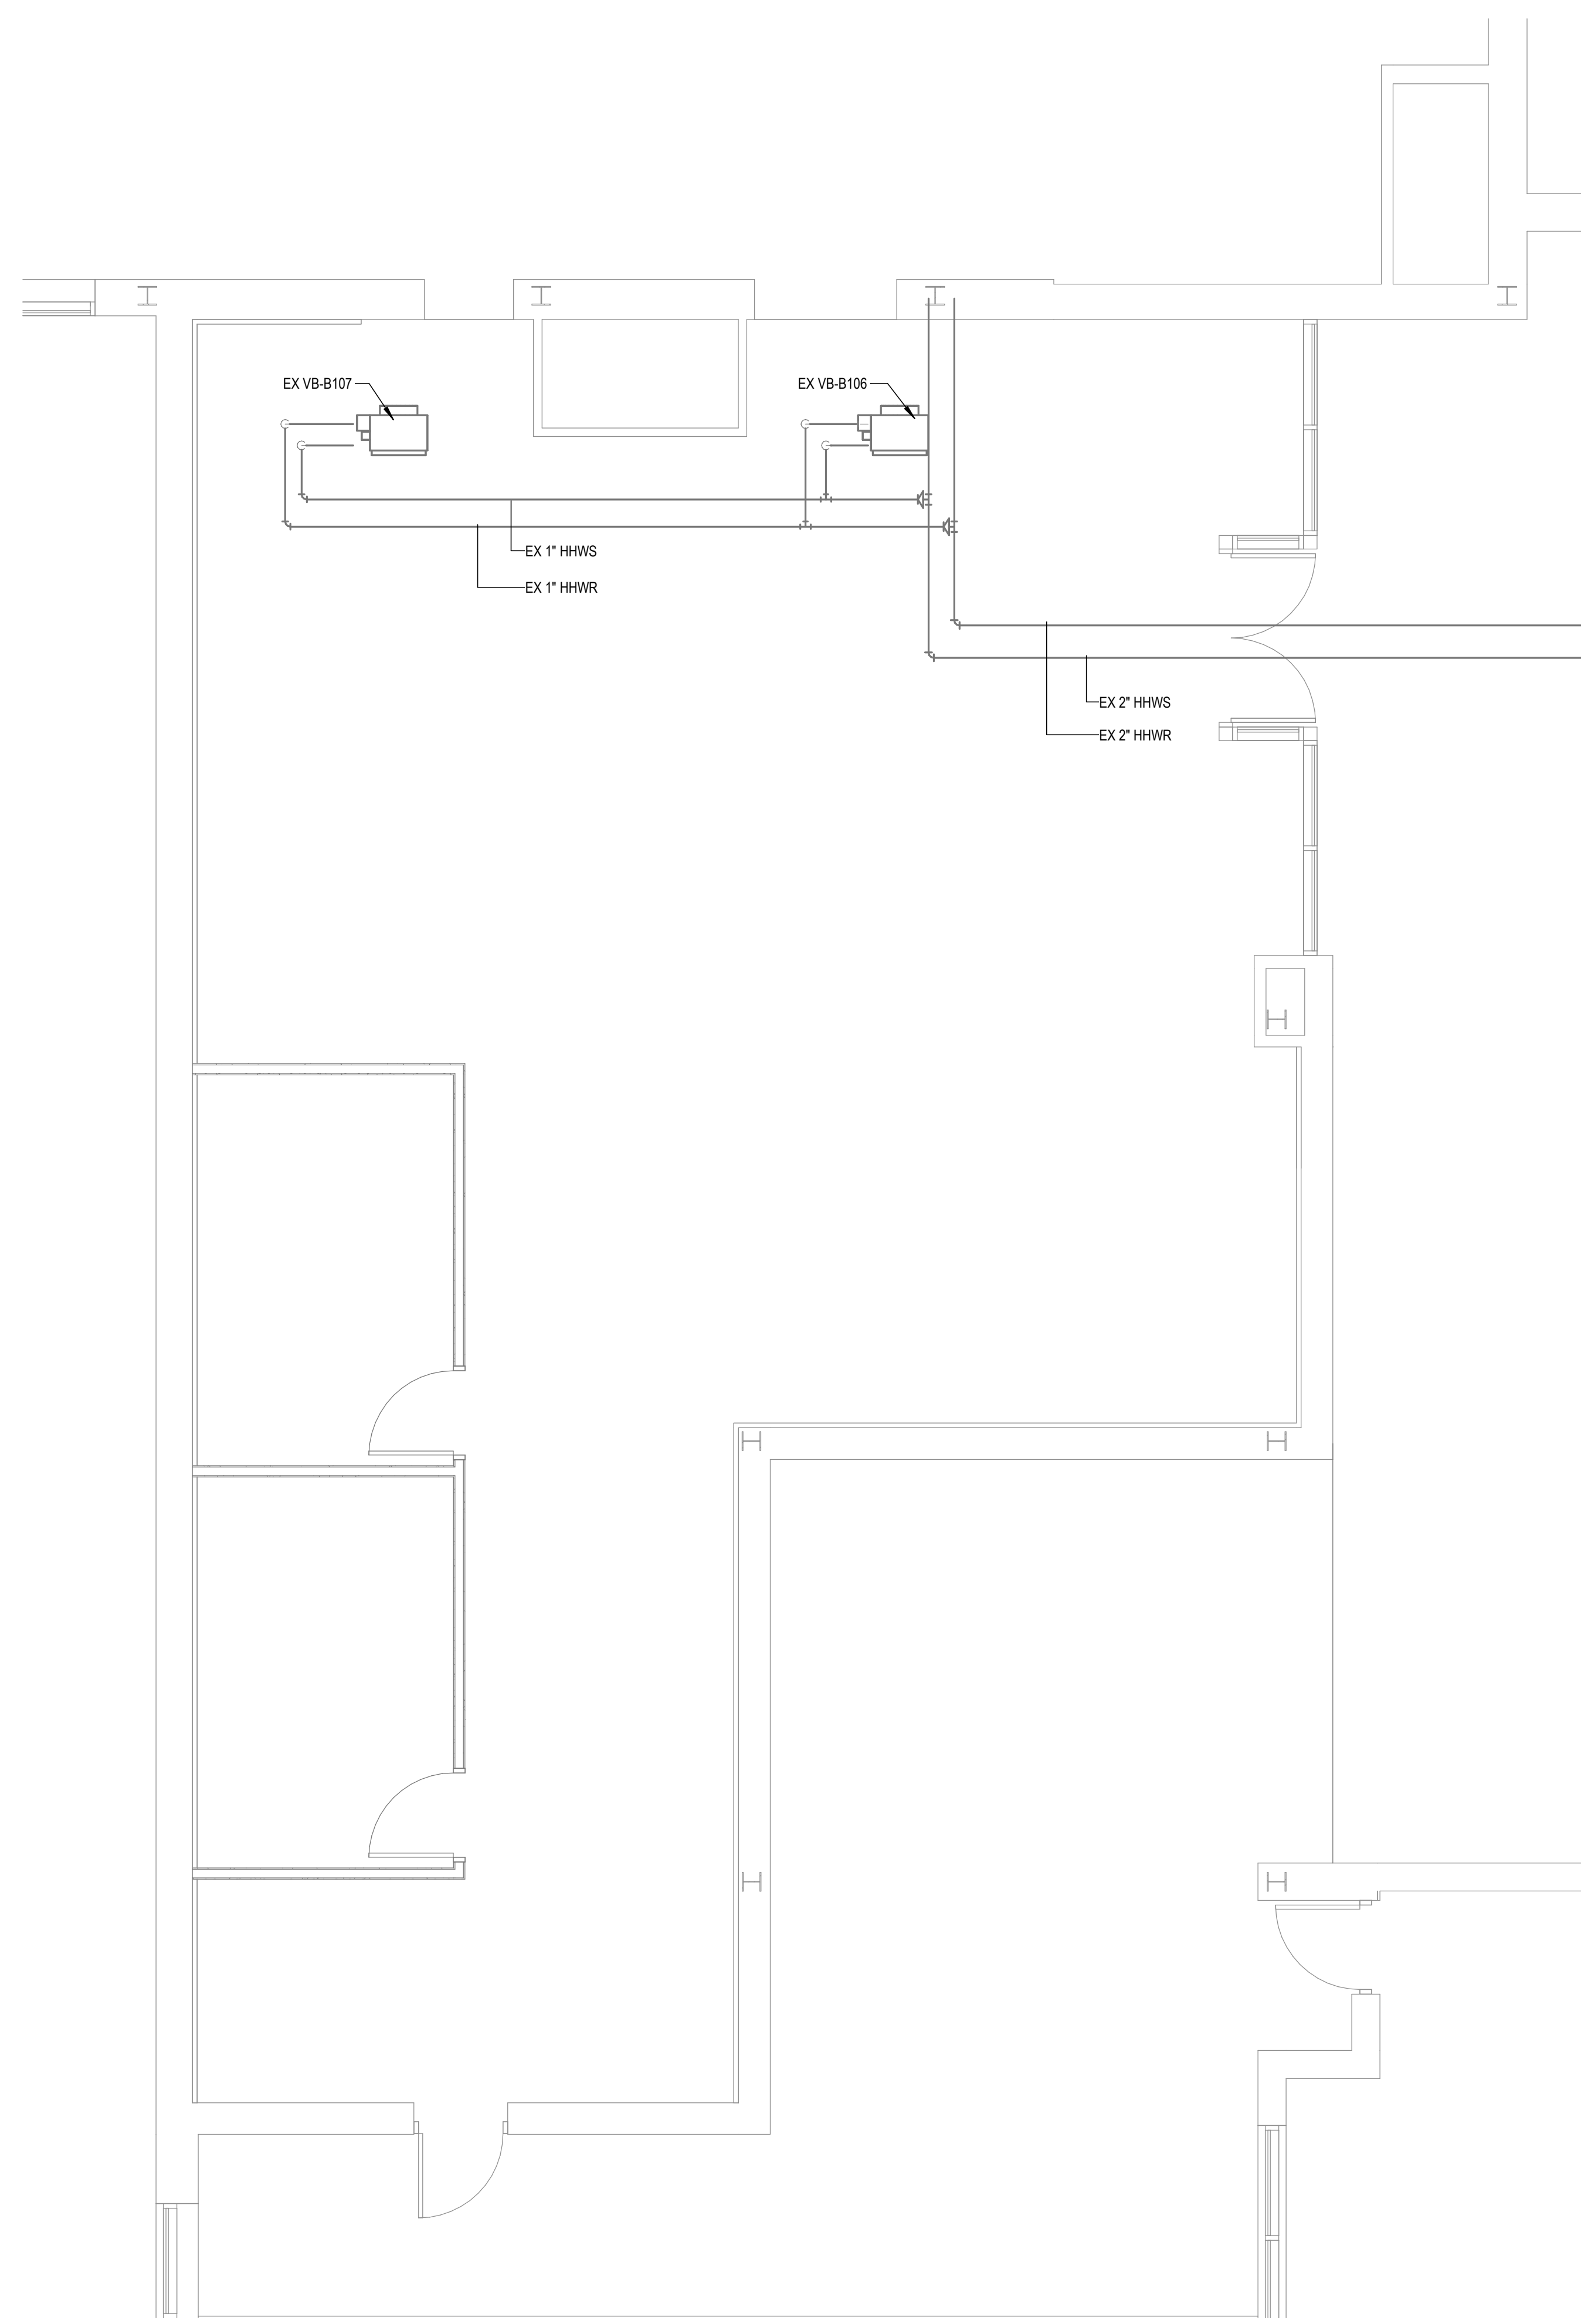 EX VB-B107
EX VB-B106
EX 1" HHWS
EX 1" HHWR
EX 2" HHWS
EX 2" HHWR